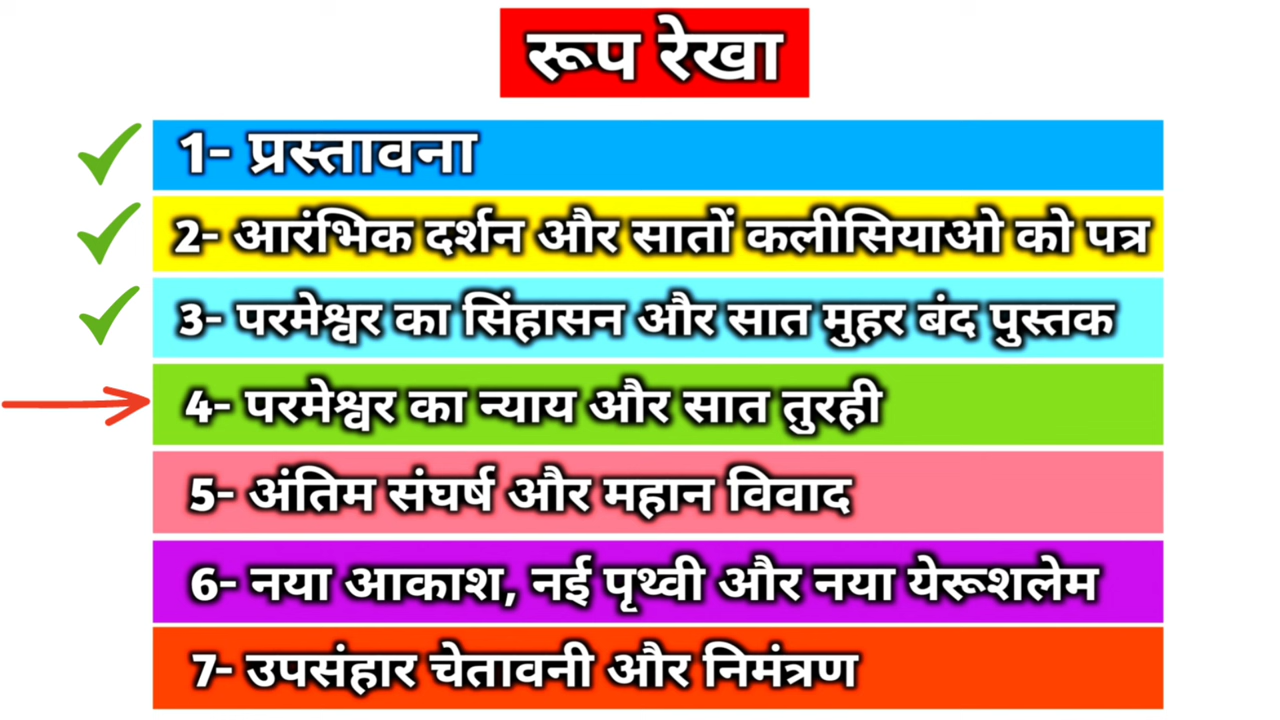 रूप रेखा
1- प्रस्तावना
2- आरंभिक दर्शन और सातों कलीसियाओ को पत्र
3- परमेश्वर का सिंहासन और सात मुहर बंद पुस्तक
4- परमेश्वर का न्याय और सात तुरही
5- अंतिम संघर्ष और महान विवाद
6- नया आकाश, नई पृथ्वी और नया येरूशलेम
7- उपसंहार चेतावनी और निमंत्रण